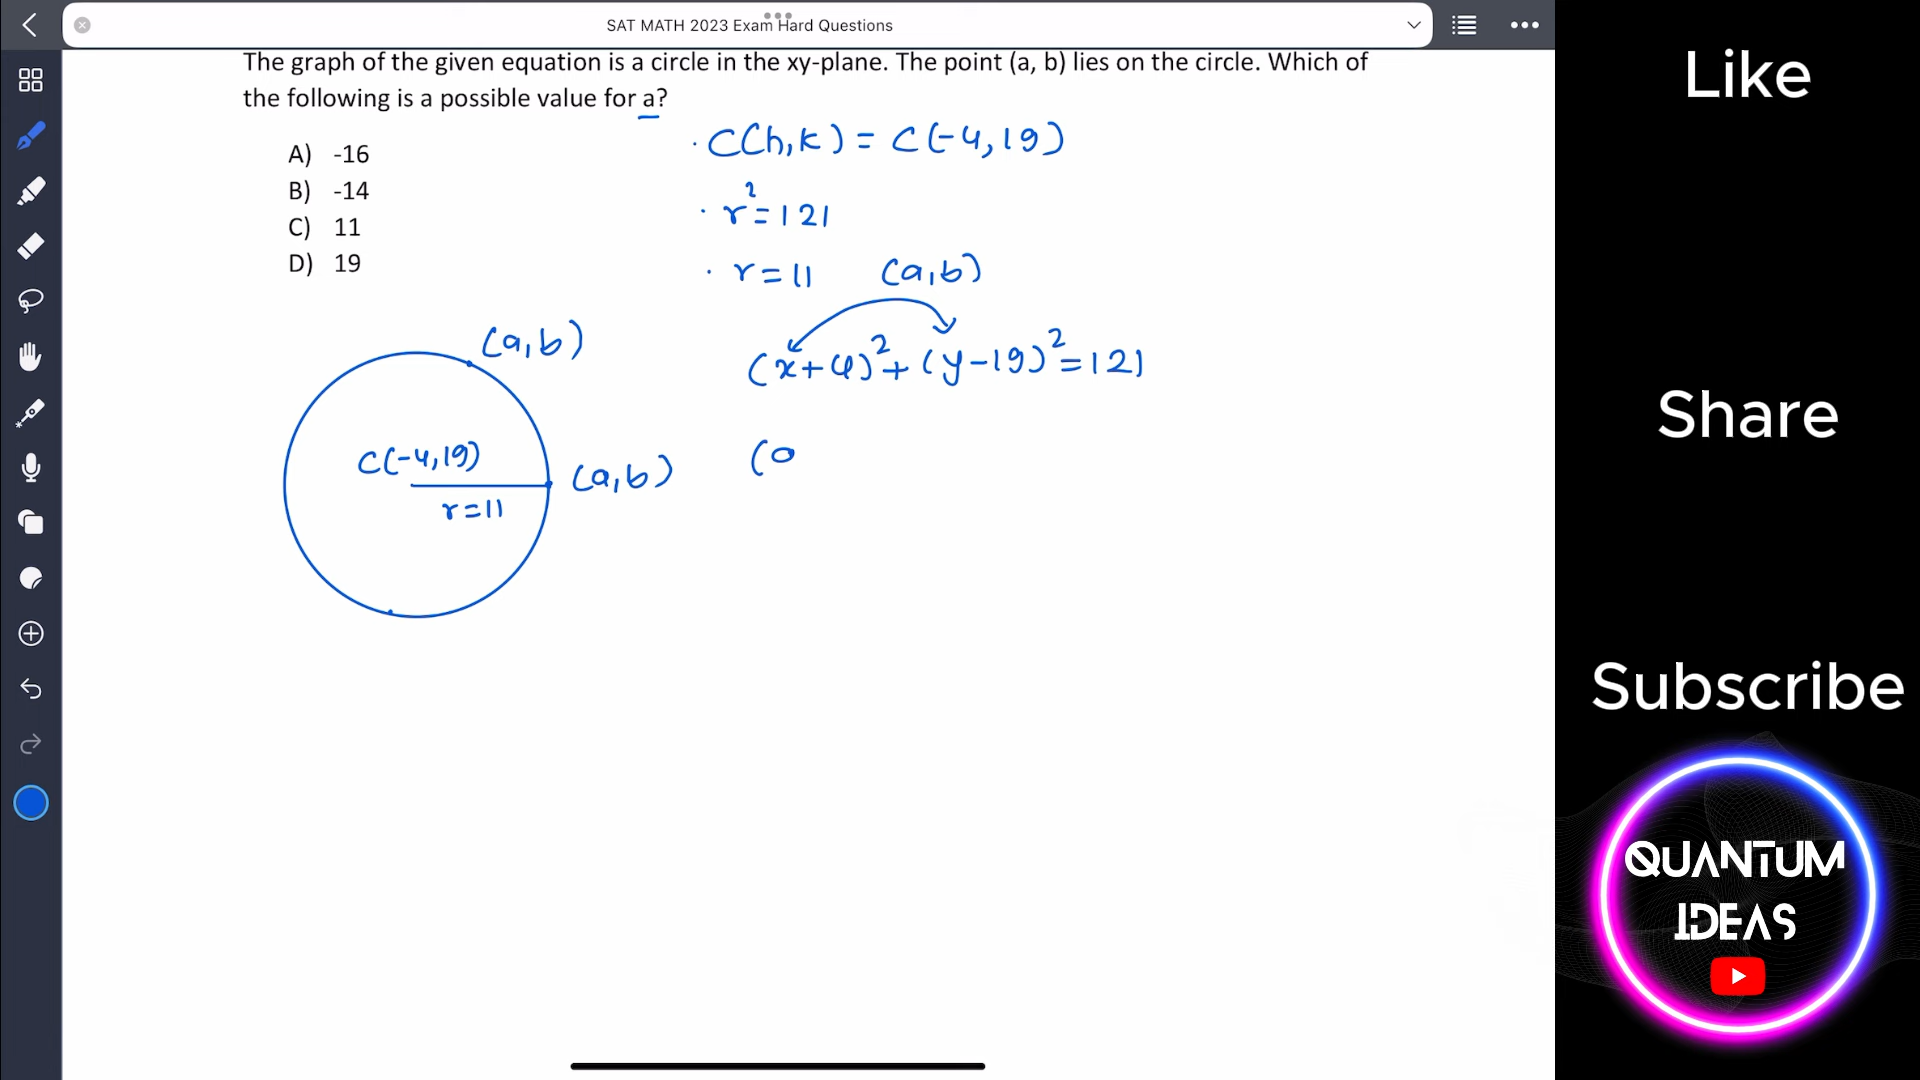 SAT MATH 2023 Exam Hard Questions
The graph of the given equation is a circle in the xy-plane. The point (a, b) lies on the circle. Which of
the following is a possible value for a?
A) -16
B) -14
C) 11
D) 19
· C(h,k) = C(-4,19)
· r²=121
· r=11 (a,b)
(x+4)²+(y-19)²=121
(a
(a,b)
C(-4,19)
r=11
(a,b)
Like
Share
Subscribe
QUANTUM
IDEAS